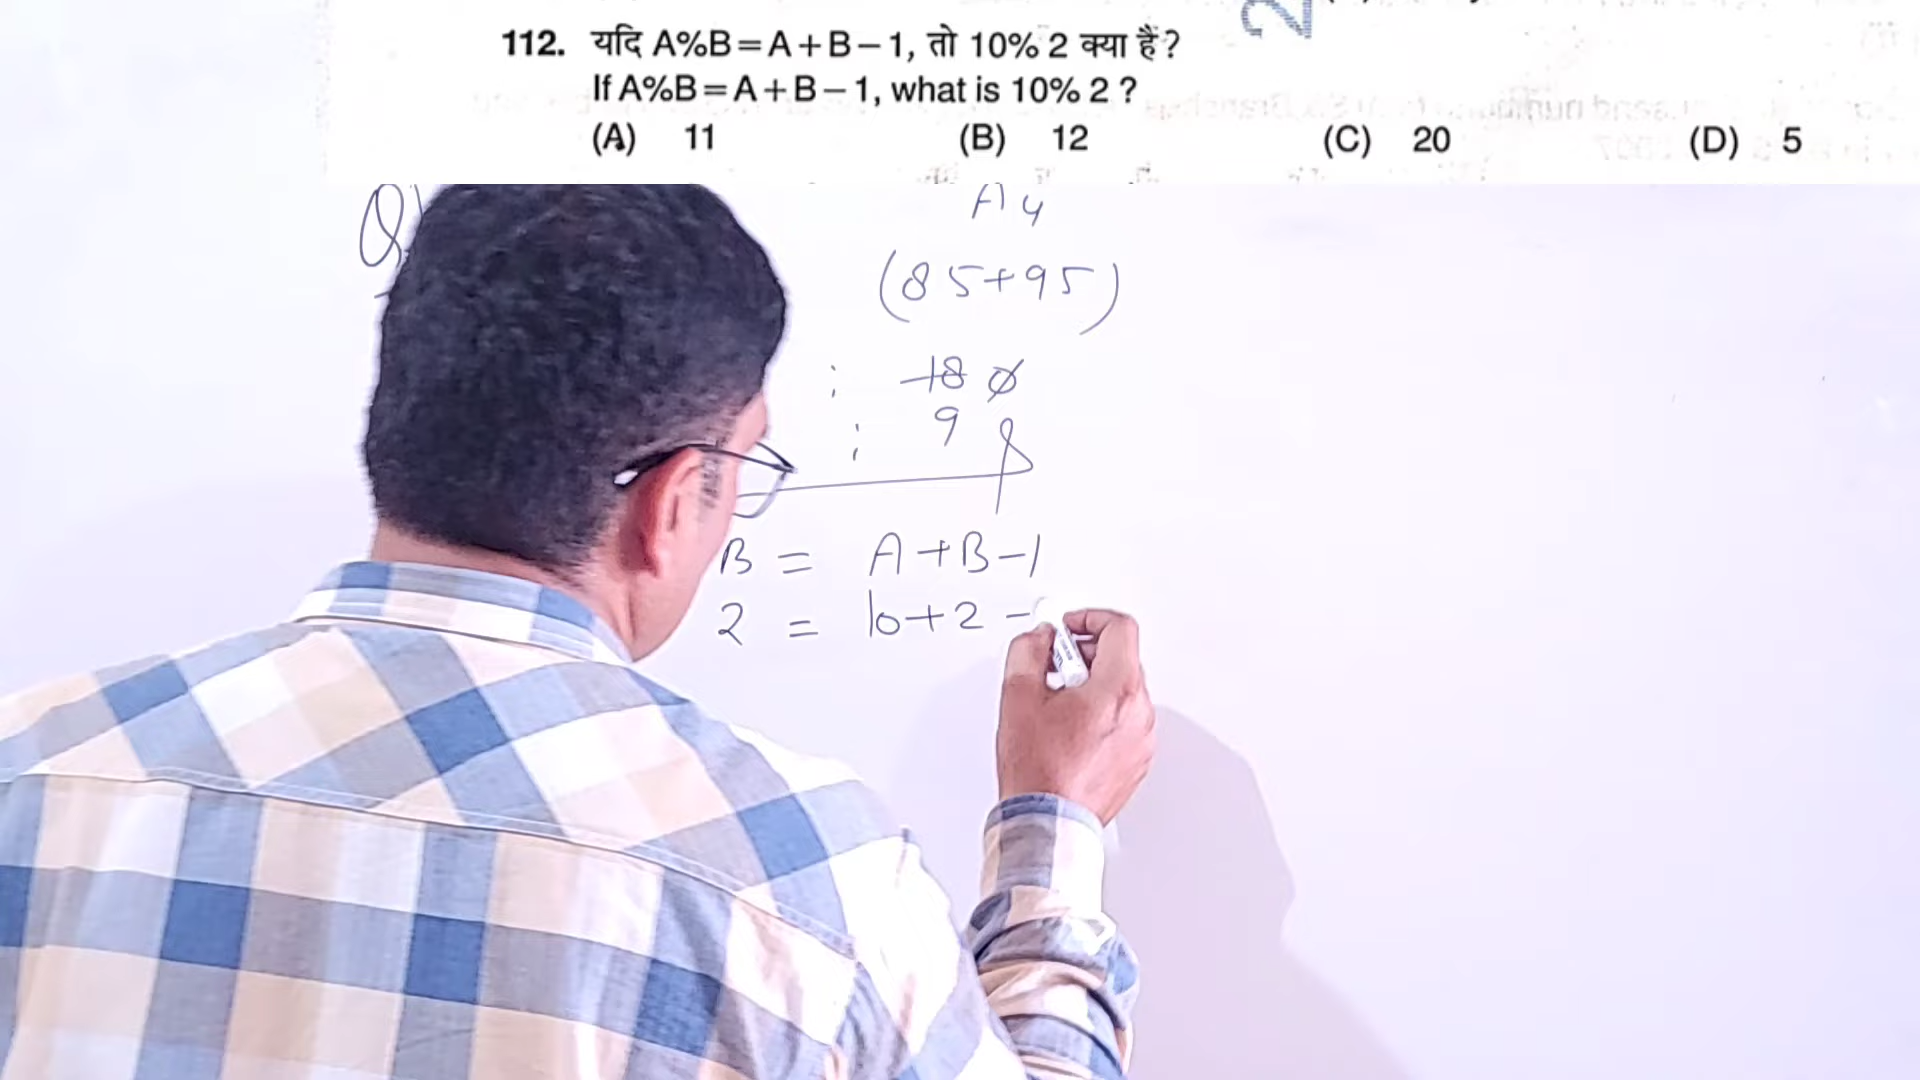 112. यदि A%B=A+B−1, तो 10% 2 क्या है?
If A%B=A+B−1, what is 10% 2 ?
(A) 11 (B) 12 (C) 20 (D) 5
Q
A 4
(85+95)
: 18 0
: 9
B = A+B-1
2 = 10+2 -